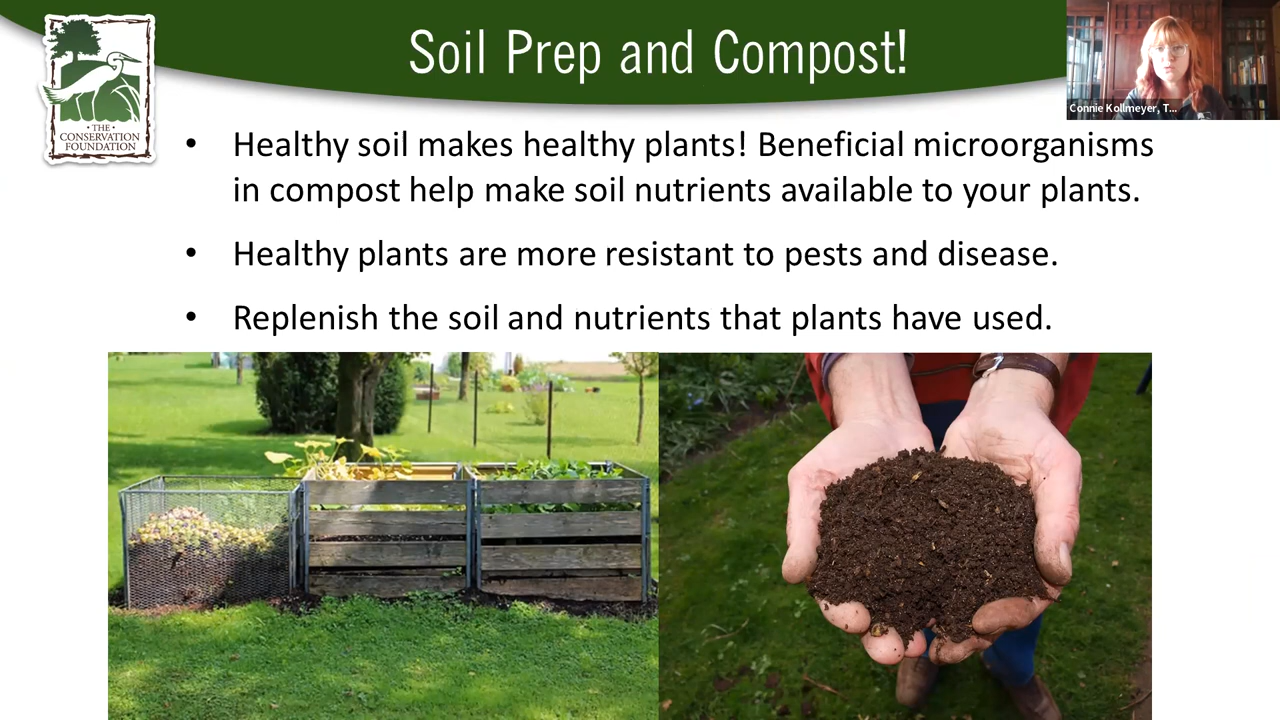 Soil Prep and Compost!
Connie Kollmeyer, T...
• THE •
CONSERVATION
FOUNDATION
• Healthy soil makes healthy plants! Beneficial microorganisms
in compost help make soil nutrients available to your plants.
• Healthy plants are more resistant to pests and disease.
• Replenish the soil and nutrients that plants have used.